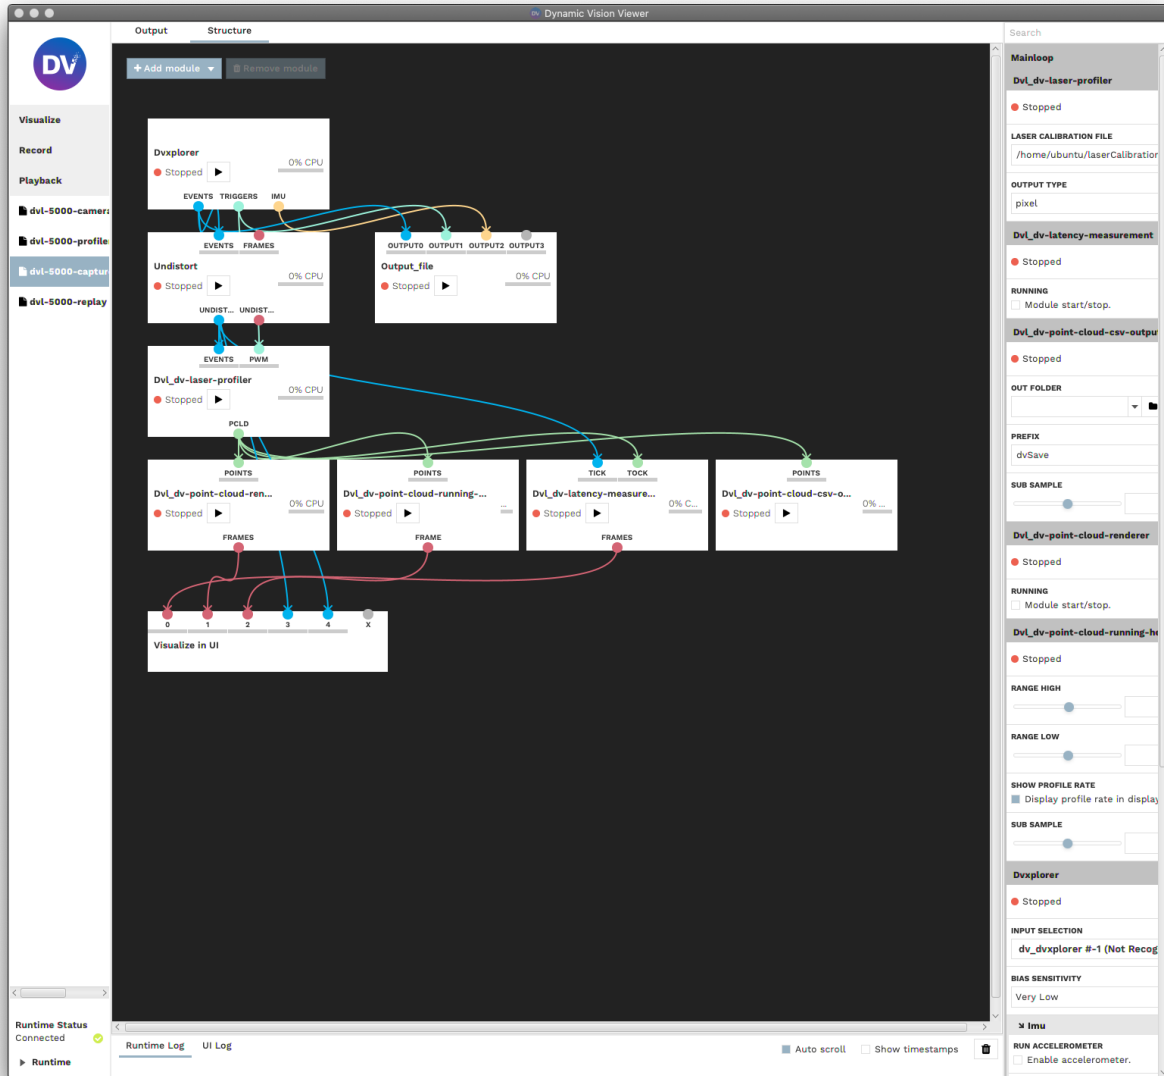 Dynamic Vision Viewer
DV
Visualize
Record
Playback
dvl-5000-camera
dvl-5000-profiler
dvl-5000-captur
dvl-5000-replay
Runtime Status
Connected
Runtime
Output
Structure
Add module
Remove module
Dvxplorer
Stopped
0% CPU
EVENTS TRIGGERS IMU
EVENTS FRAMES
Undistort
Stopped
0% CPU
UNDIST... UNDIST...
OUTPUT0 OUTPUT1 OUTPUT2 OUTPUT3
Output_file
Stopped
0% CPU
EVENTS PWM
Dvl_dv-laser-profiler
Stopped
0% CPU
PCLD
POINTS
Dvl_dv-point-cloud-ren...
Stopped
0% CPU
FRAMES
POINTS
Dvl_dv-point-cloud-running-...
Stopped
...
FRAME
TICK TOCK
Dvl_dv-latency-measure...
Stopped
0% C...
FRAMES
POINTS
Dvl_dv-point-cloud-csv-o...
Stopped
0% ...
0 1 2 3 4 X
Visualize in UI
Runtime Log
UI Log
Auto scroll
Show timestamps
Search
Mainloop
Dvl_dv-laser-profiler
Stopped
LASER CALIBRATION FILE
/home/ubuntu/laserCalibration
OUTPUT TYPE
pixel
Dvl_dv-latency-measurement
Stopped
RUNNING
Module start/stop.
Dvl_dv-point-cloud-csv-output
Stopped
OUT FOLDER
PREFIX
dvSave
SUB SAMPLE
Dvl_dv-point-cloud-renderer
Stopped
RUNNING
Module start/stop.
Dvl_dv-point-cloud-running-he
Stopped
RANGE HIGH
RANGE LOW
SHOW PROFILE RATE
Display profile rate in display
SUB SAMPLE
Dvxplorer
Stopped
INPUT SELECTION
dv_dvxplorer #-1 (Not Recog
BIAS SENSITIVITY
Very Low
Imu
RUN ACCELEROMETER
Enable accelerometer.